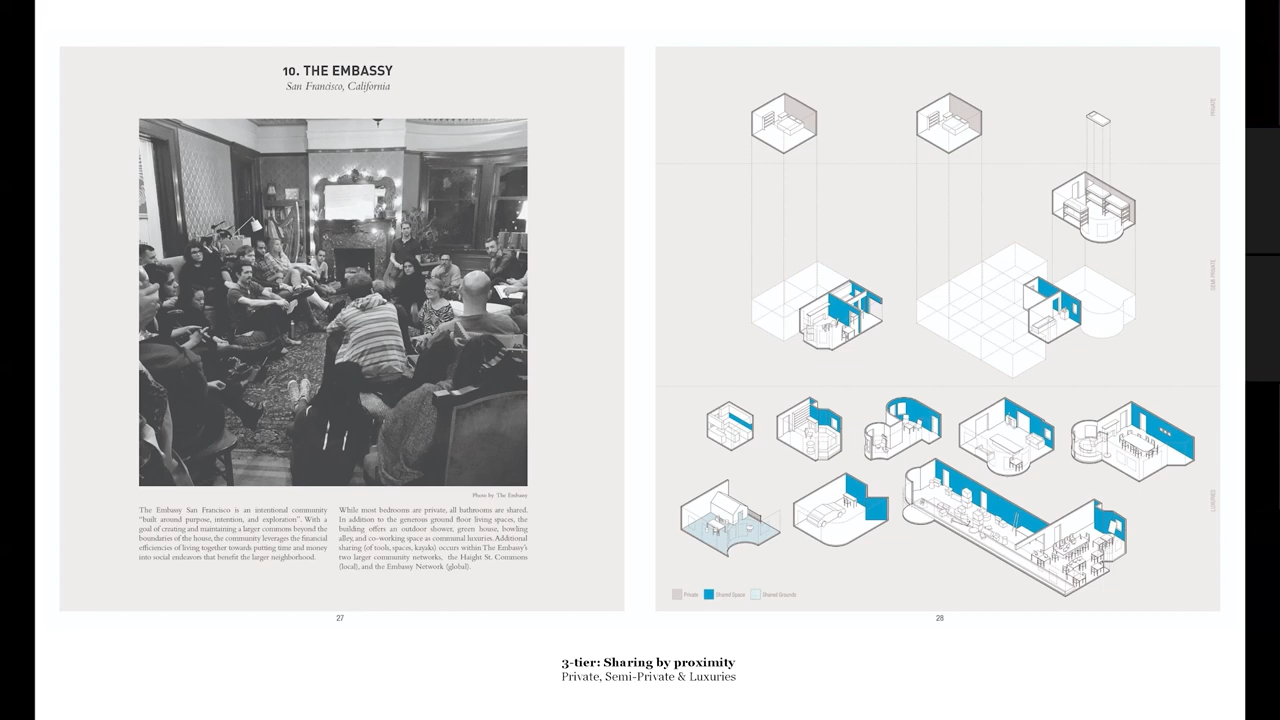 10. THE EMBASSY
San Francisco, California
Photo by The Embassy
The Embassy San Francisco is an intentional community
"built around purpose, intention, and exploration". With a
goal of creating and maintaining a larger commons beyond the
boundaries of the house, the community leverages the financial
efficiencies of living together towards putting time and money
into social endeavors that benefit the larger neighborhood.
While most bedrooms are private, all bathrooms are shared.
In addition to the generous ground floor living spaces, the
building offers an outdoor shower, green house, bowling
alley, and co-working space as communal luxuries. Additional
sharing (of tools, spaces, kayaks) occurs within The Embassy's
two larger community networks, the Haight St. Commons
(local), and the Embassy Network (global).
27
PRIVATE
SEMI-PRIVATE
LUXURIES
Private
Shared Space
Shared Grounds
28
3-tier: Sharing by proximity
Private, Semi-Private & Luxuries